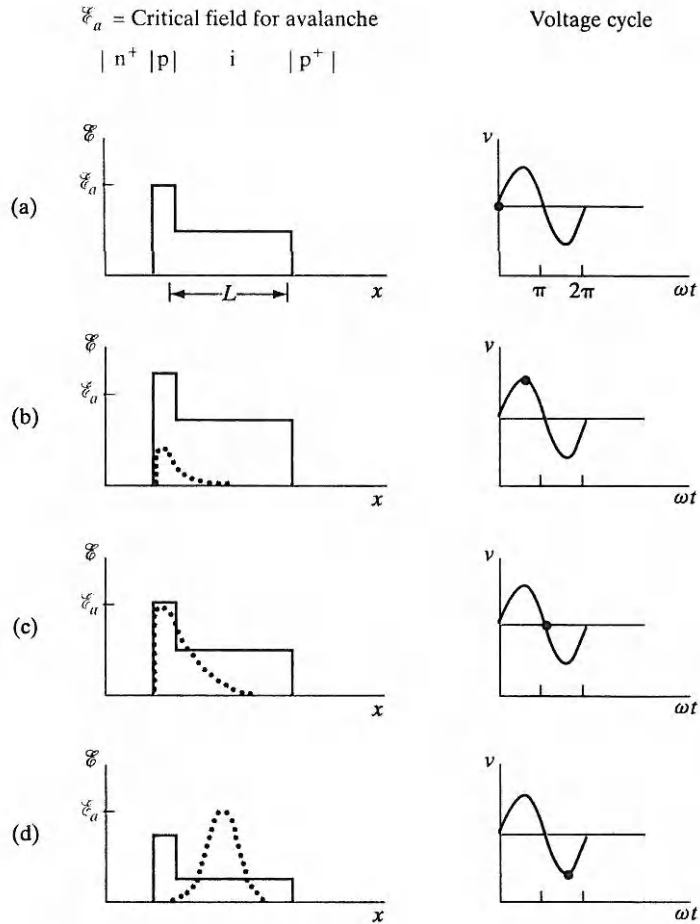 ℰₐ = Critical field for avalanche
Voltage cycle
| n⁺ |p| i | p⁺ |
(a)
ℰ
ℰₐ
L
x
v
π 2π
ωt
(b)
ℰ
ℰₐ
x
v
ωt
(c)
ℰ
ℰₐ
x
v
ωt
(d)
ℰ
ℰₐ
x
v
ωt